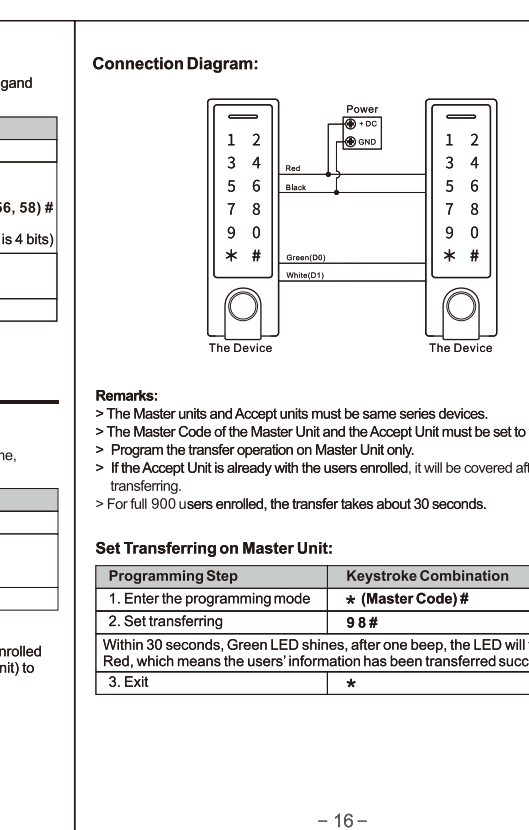 gand
56, 58) #
is 4 bits)
me,
nrolled
nit) to
Connection Diagram:
Power
+ DC
GND
1 2
3 4
5 6
7 8
9 0
* #
The Device
Red
Black
Green(D0)
White(D1)
1 2
3 4
5 6
7 8
9 0
* #
The Device
Remarks:
> The Master units and Accept units must be same series devices.
> The Master Code of the Master Unit and the Accept Unit must be set to
> Program the transfer operation on Master Unit only.
> If the Accept Unit is already with the users enrolled, it will be covered aft
transferring.
> For full 900 users enrolled, the transfer takes about 30 seconds.
Set Transferring on Master Unit:
Programming Step Keystroke Combination
1. Enter the programming mode * (Master Code) #
2. Set transferring 9 8 #
Within 30 seconds, Green LED shines, after one beep, the LED will
Red, which means the users' information has been transferred succ
3. Exit *
– 16 –